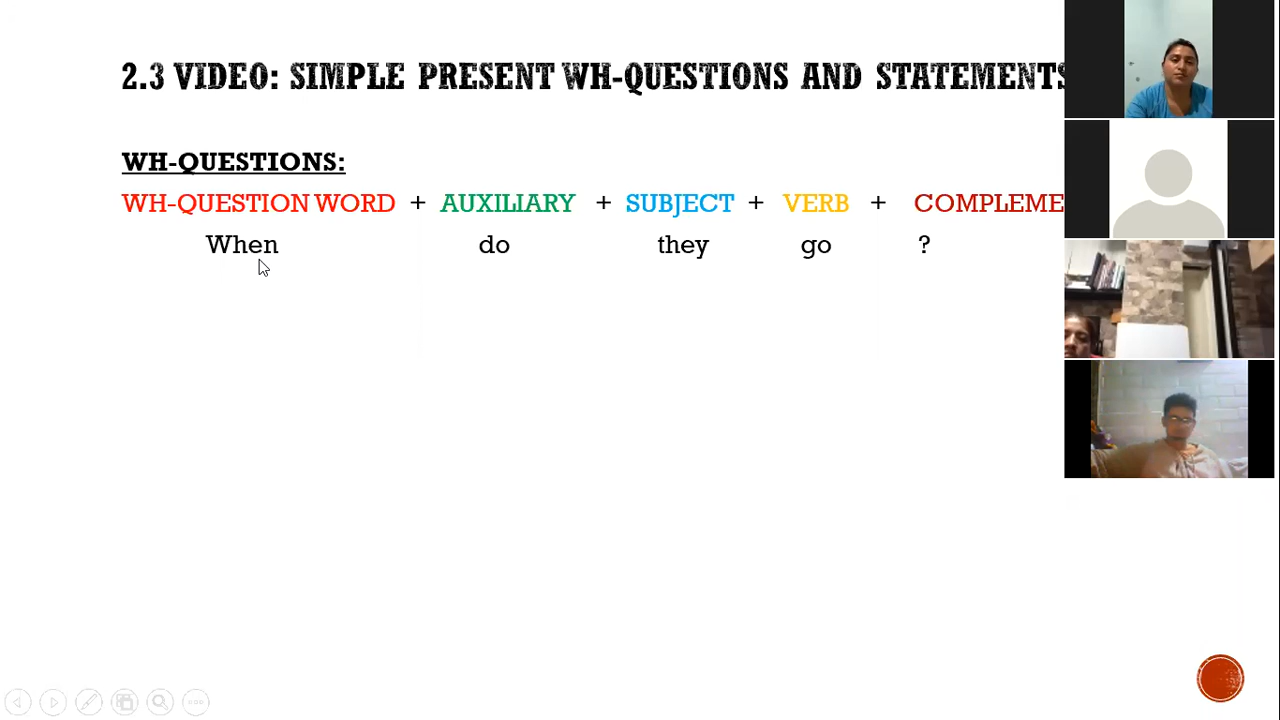 2.3 VIDEO: SIMPLE PRESENT WH-QUESTIONS AND STATEMENTS
WH-QUESTIONS:
WH-QUESTION WORD + AUXILIARY + SUBJECT + VERB + COMPLEME
When do they go ?